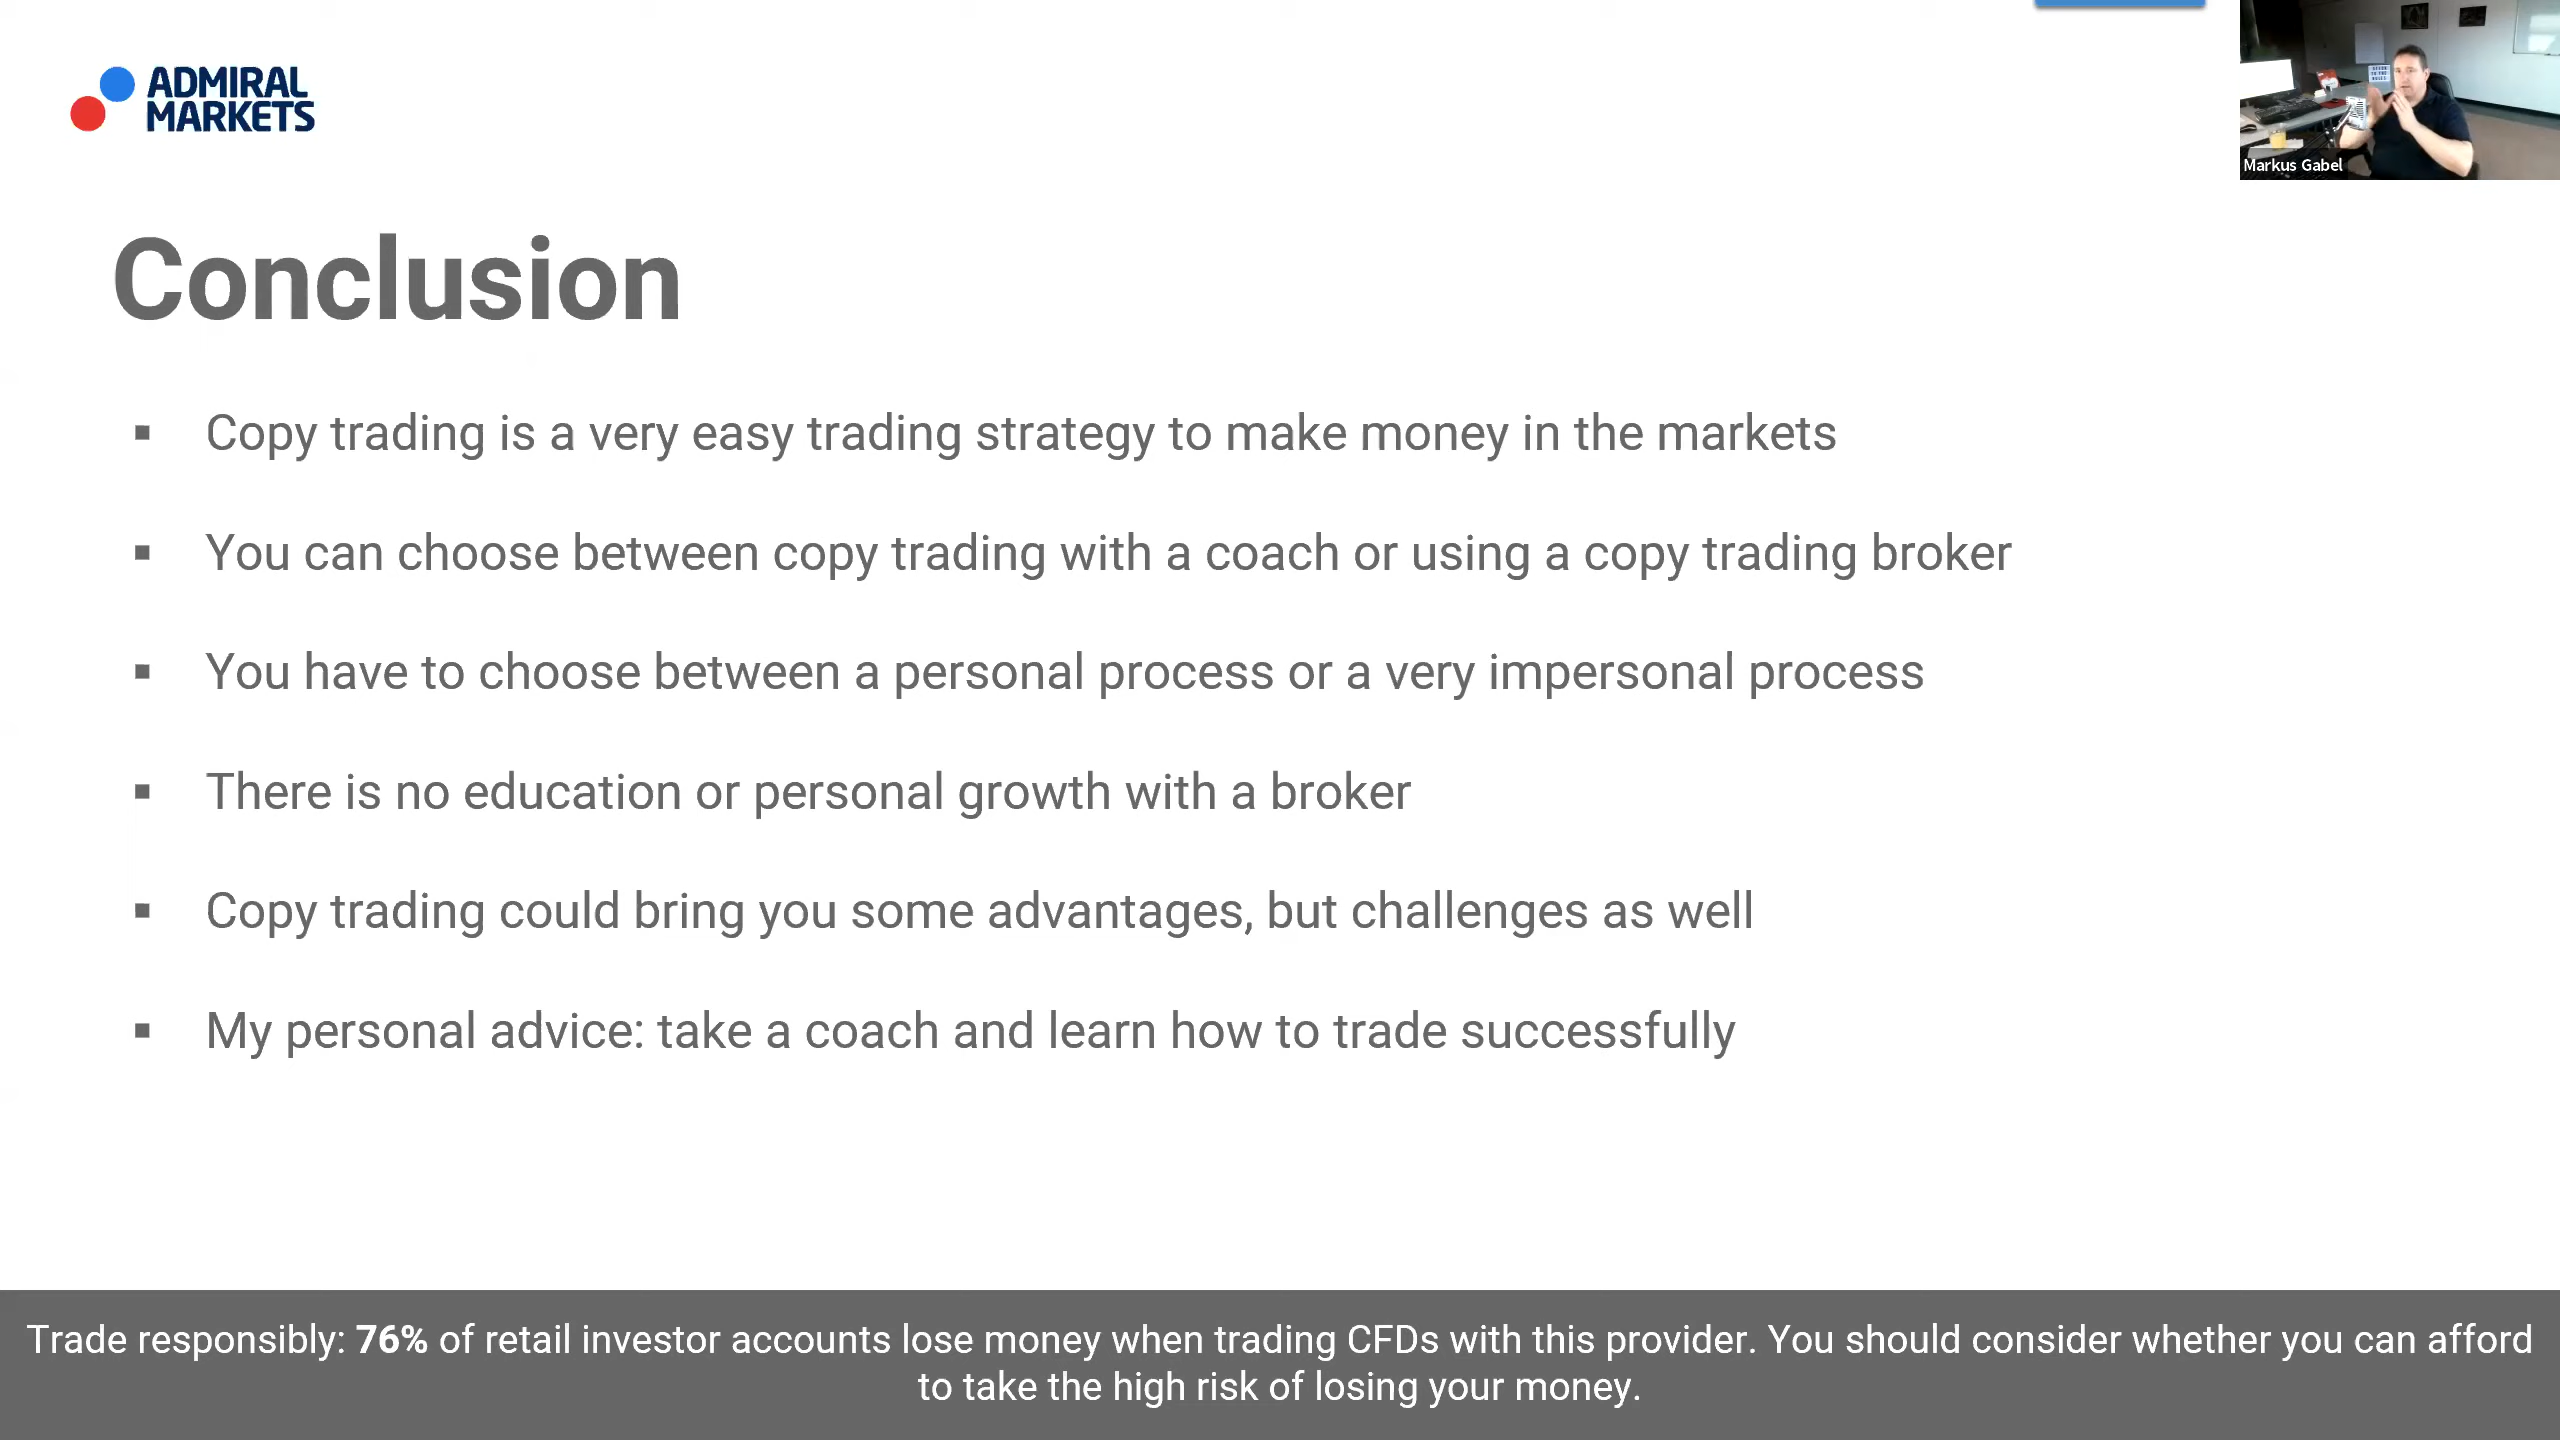 ADMIRAL
MARKETS
Markus Gabel
Conclusion
▪ Copy trading is a very easy trading strategy to make money in the markets
▪ You can choose between copy trading with a coach or using a copy trading broker
▪ You have to choose between a personal process or a very impersonal process
▪ There is no education or personal growth with a broker
▪ Copy trading could bring you some advantages, but challenges as well
▪ My personal advice: take a coach and learn how to trade successfully
Trade responsibly: 76% of retail investor accounts lose money when trading CFDs with this provider. You should consider whether you can afford
to take the high risk of losing your money.